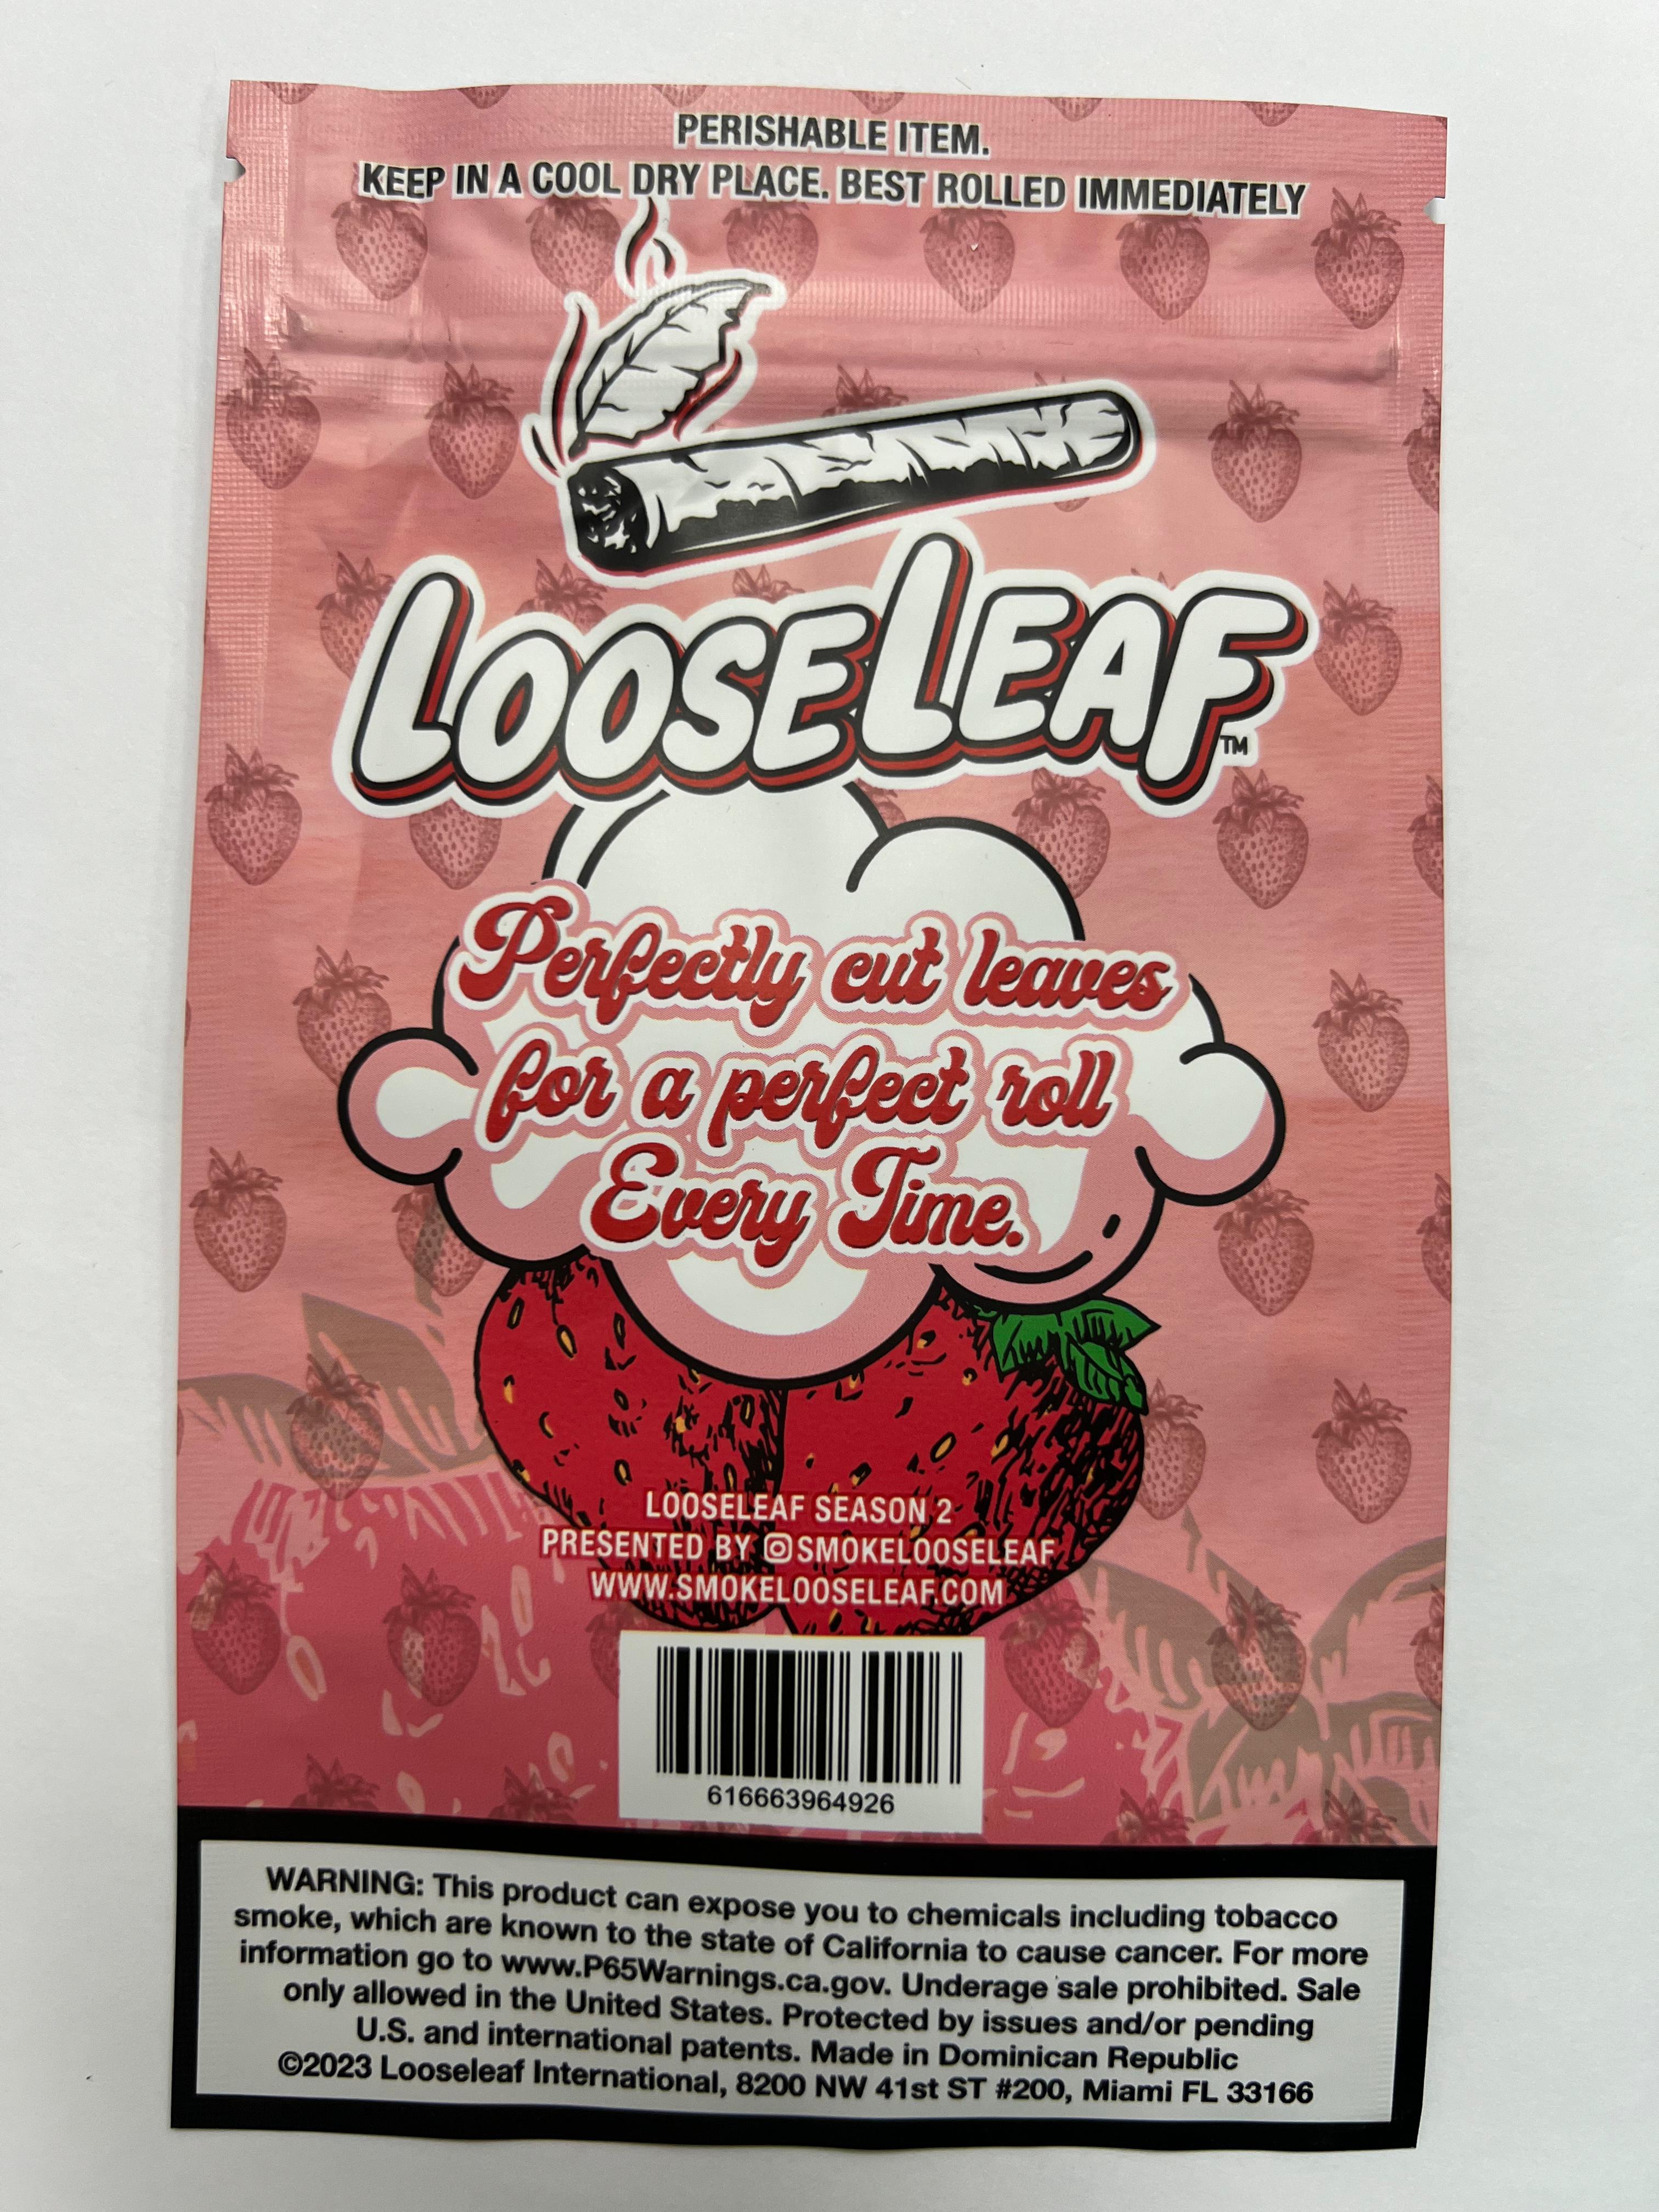 PERISHABLE ITEM.
KEEP IN A COOL DRY PLACE. BEST ROLLED IMMEDIATELY
LOOSELEAF™
Perfectly cut leaves
for a perfect roll
Every Time.
LOOSELEAF SEASON 2
PRESENTED BY SMOKELOOSELEAF
WWW.SMOKELOOSELEAF.COM
616663964926
WARNING: This product can expose you to chemicals including tobacco
smoke, which are known to the state of California to cause cancer. For more
information go to www.P65Warnings.ca.gov. Underage sale prohibited. Sale
only allowed in the United States. Protected by issues and/or pending
U.S. and international patents. Made in Dominican Republic
©2023 Looseleaf International, 8200 NW 41st ST #200, Miami FL 33166